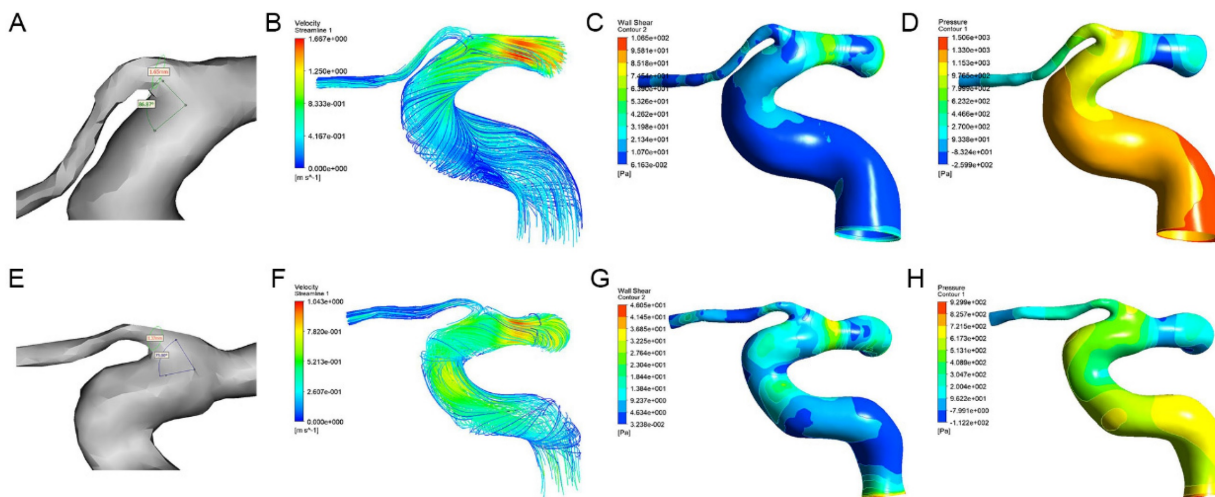 A
B
Velocity
Streamline 1
1.667e+000
1.250e+000
8.333e-001
4.167e-001
0.000e+000
[m s^-1]
C
Wall Shear
Contour 2
1.065e+002
9.581e+001
8.518e+001
7.454e+001
6.390e+001
5.326e+001
4.262e+001
3.198e+001
2.134e+001
1.070e+001
6.163e-002
[Pa]
D
Pressure
Contour 1
1.506e+003
1.330e+003
1.153e+003
9.765e+002
7.999e+002
6.232e+002
4.466e+002
2.700e+002
9.338e+001
-8.324e+001
-2.599e+002
[Pa]
E
F
Velocity
Streamline 1
1.043e+000
7.820e-001
5.213e-001
2.607e-001
0.000e+000
[m s^-1]
G
Wall Shear
Contour 2
4.605e+001
4.145e+001
3.685e+001
3.225e+001
2.764e+001
2.304e+001
1.844e+001
1.384e+001
9.237e+000
4.634e+000
3.238e-002
[Pa]
H
Pressure
Contour 1
9.299e+002
8.257e+002
7.215e+002
6.173e+002
5.131e+002
4.089e+002
3.047e+002
2.004e+002
9.622e+001
-7.991e+000
-1.122e+002
[Pa]